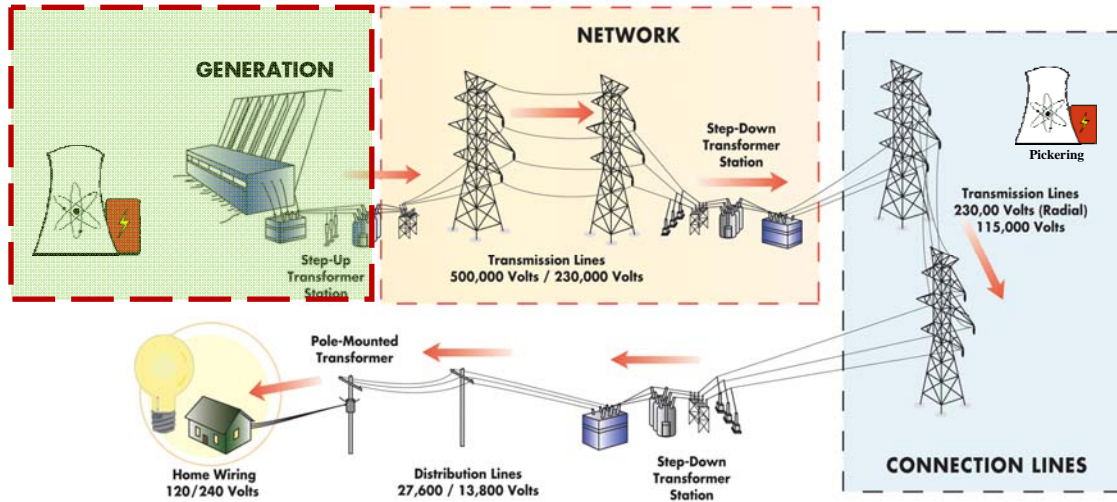 GENERATION
Step-Up
Transformer
Station
NETWORK
Transmission Lines
500,000 Volts / 230,000 Volts
Step-Down
Transformer
Station
Pickering
Transmission Lines
230,00 Volts (Radial)
115,000 Volts
CONNECTION LINES
Step-Down
Transformer
Station
Distribution Lines
27,600 / 13,800 Volts
Pole-Mounted
Transformer
Home Wiring
120/240 Volts